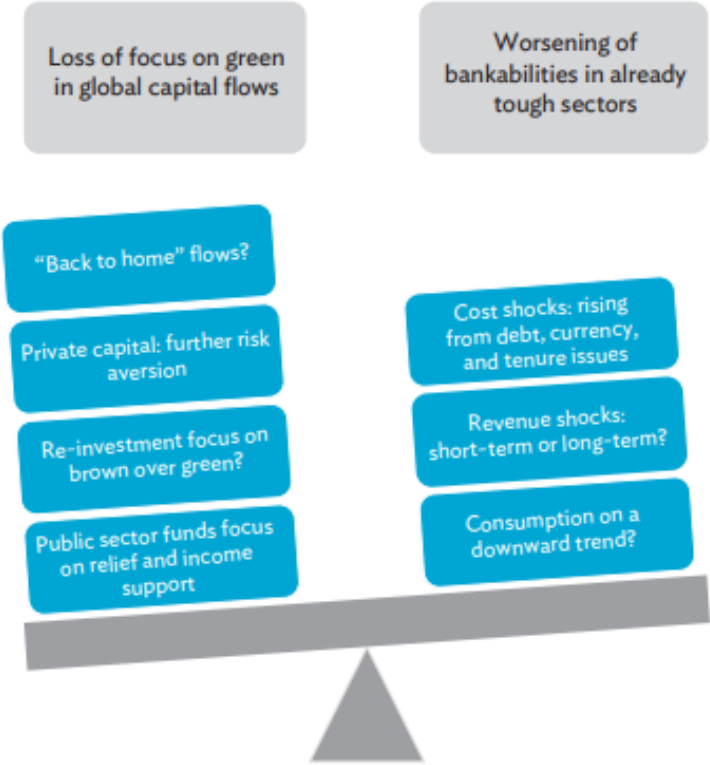 Loss of focus on green
in global capital flows
Worsening of
bankabilities in already
tough sectors
“Back to home” flows?
Private capital: further risk
aversion
Re-investment focus on
brown over green?
Public sector funds focus
on relief and income
support
Cost shocks: rising
from debt, currency,
and tenure issues
Revenue shocks:
short-term or long-term?
Consumption on a
downward trend?